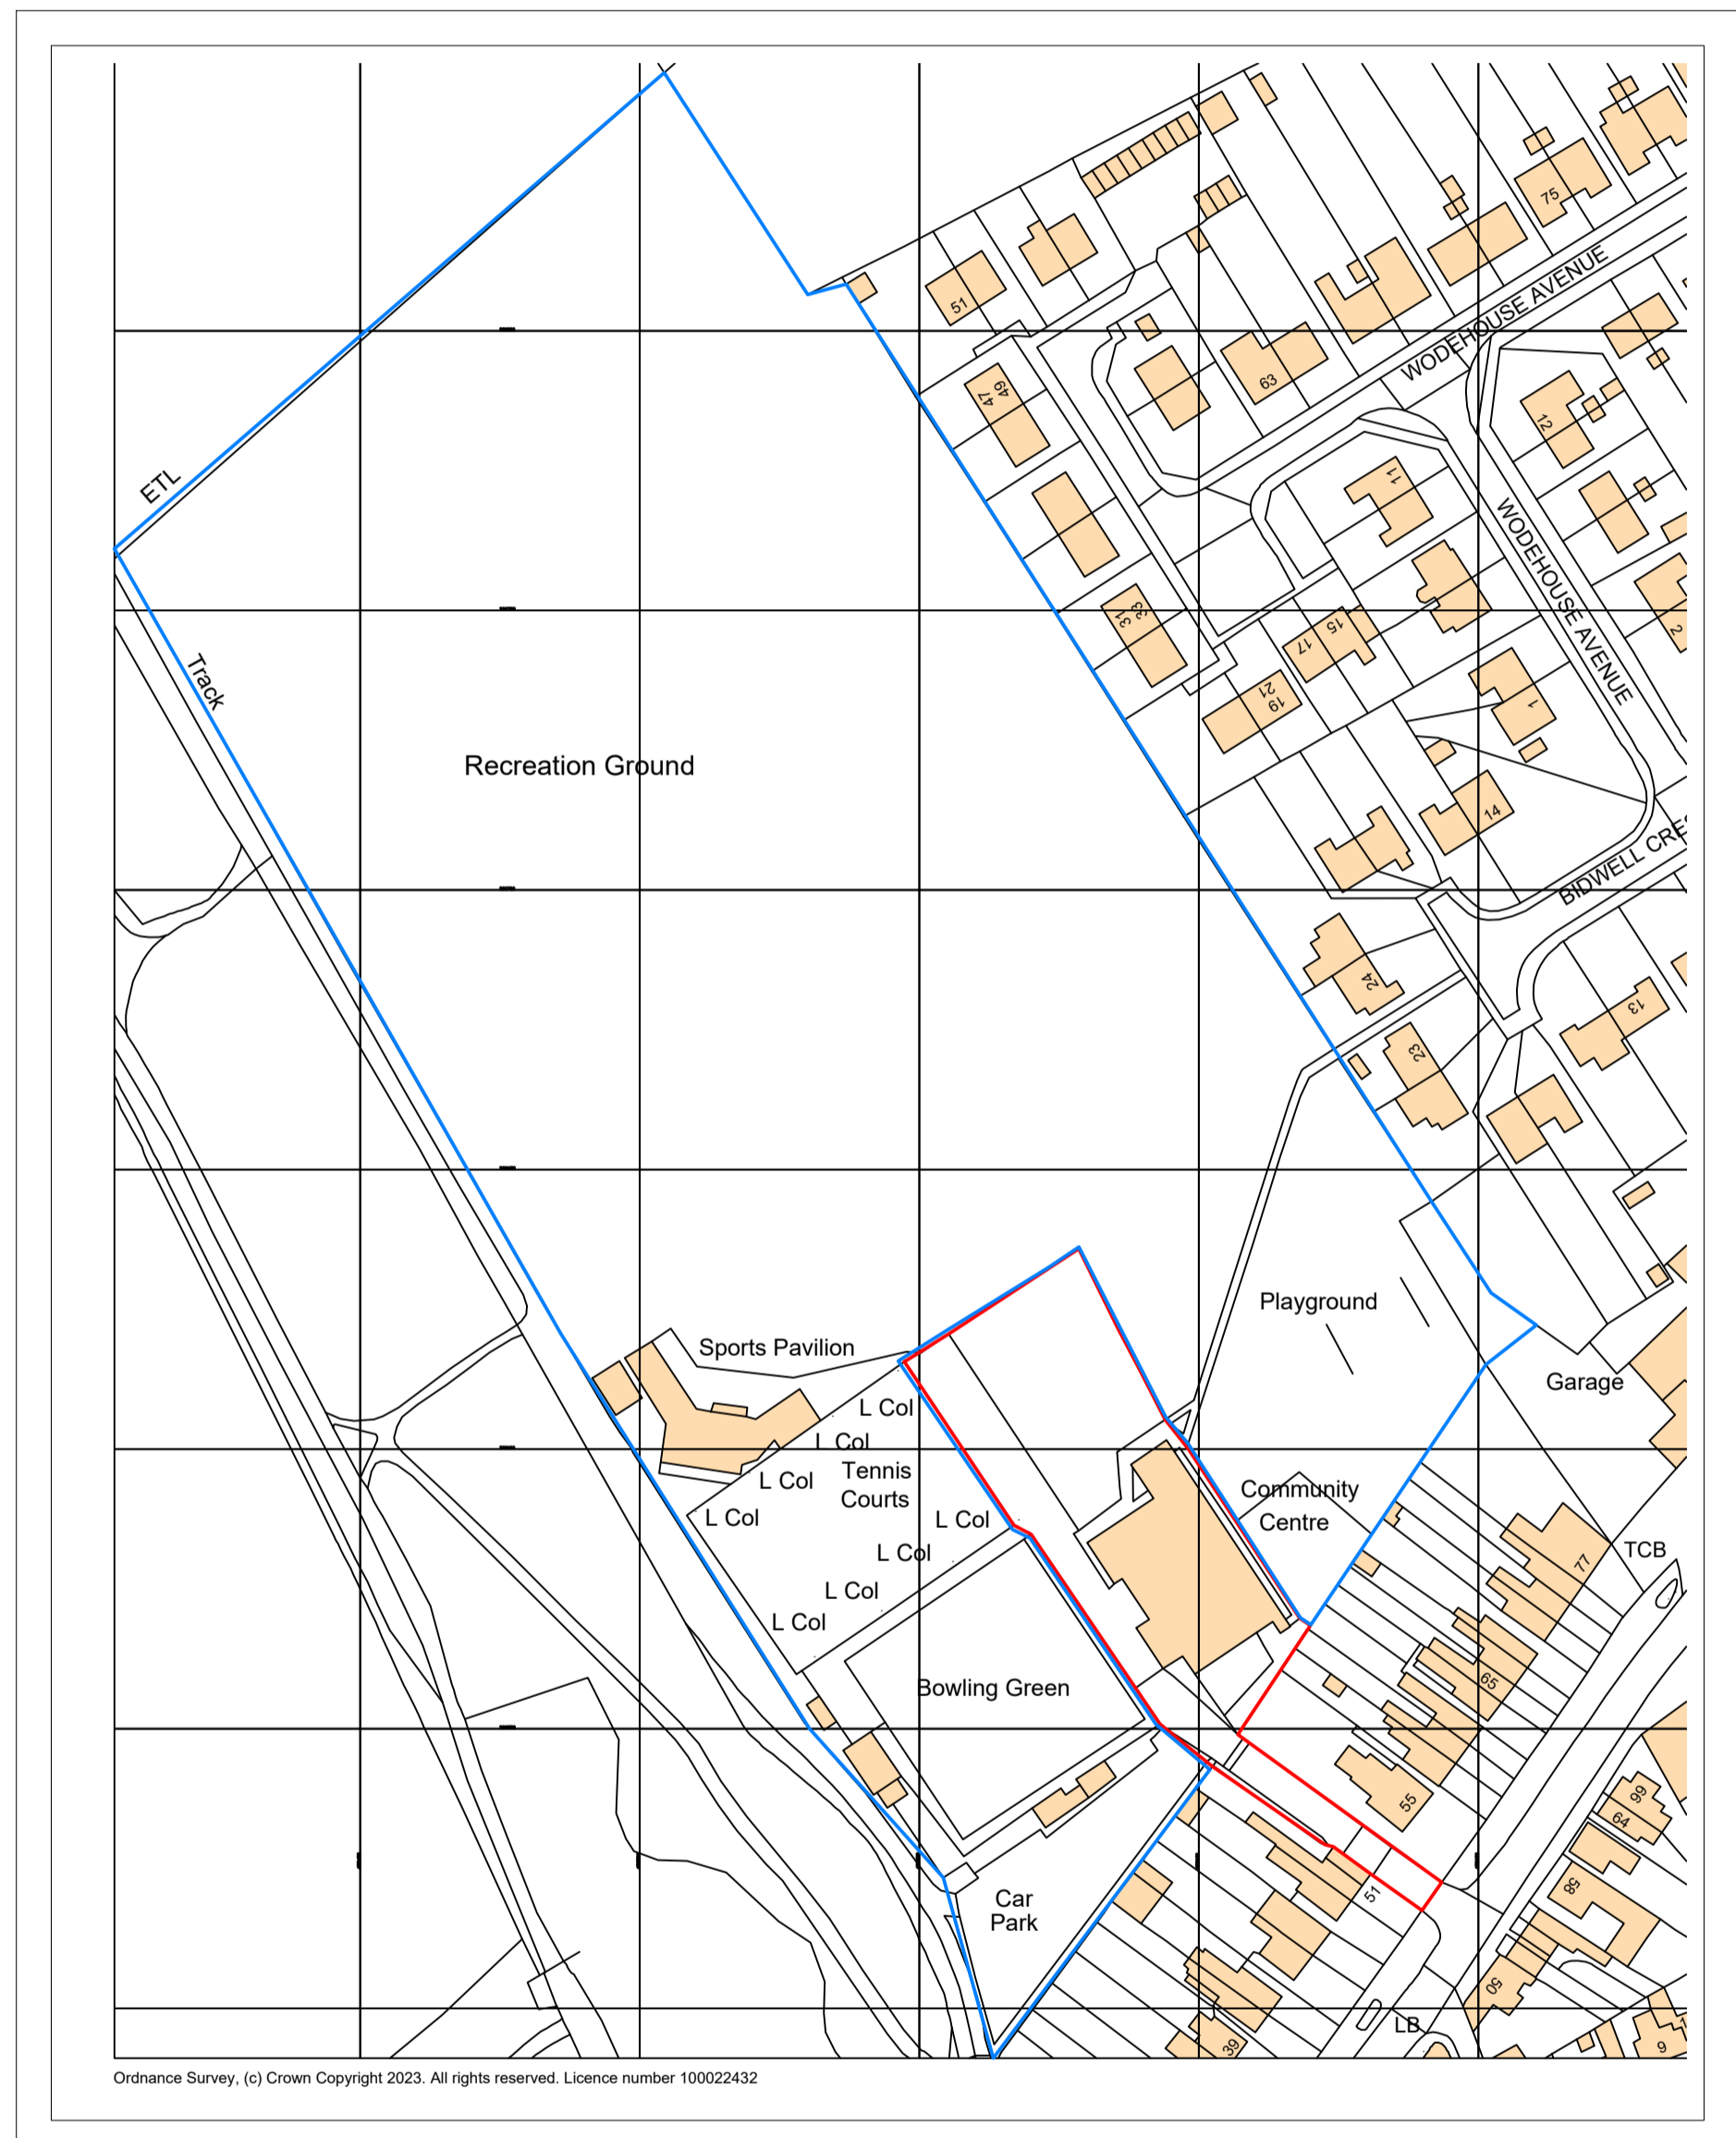 75
WODEHOUSE AVENUE
51
63
49
47
12
11
ETL
WODEHOUSE AVENUE
33
31
15
17
2
Track
21
19
1
Recreation Ground
14
BIDWELL CRES
24
13
23
Playground
Sports Pavilion
Garage
L Col
L Col
Tennis
Courts
L Col
L Col
L Col
L Col
L Col
L Col
Community
Centre
TCB
77
65
Bowling Green
55
99
64
58
51
Car
Park
50
LB
39
9
1
Ordnance Survey, (c) Crown Copyright 2023. All rights reserved. Licence number 100022432